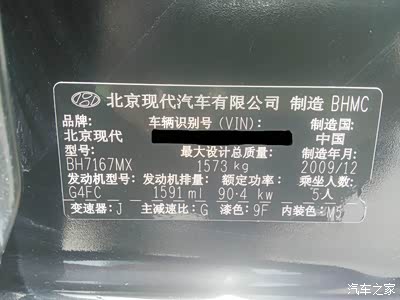 北京现代汽车有限公司 制造 BHMC
品牌: 车辆识别号(VIN): 制造国:
北京现代 中国
型号: 最大设计总质量: 制造年月:
BH7167MX 1573 kg 2009/12
发动机型号: 发动机排量: 额定功率: 乘坐人数:
G4FC 1591 ml 90.4 kw 5人
变速器: J 主减速比: G 漆色: 9F 内装色: M5
汽车之家